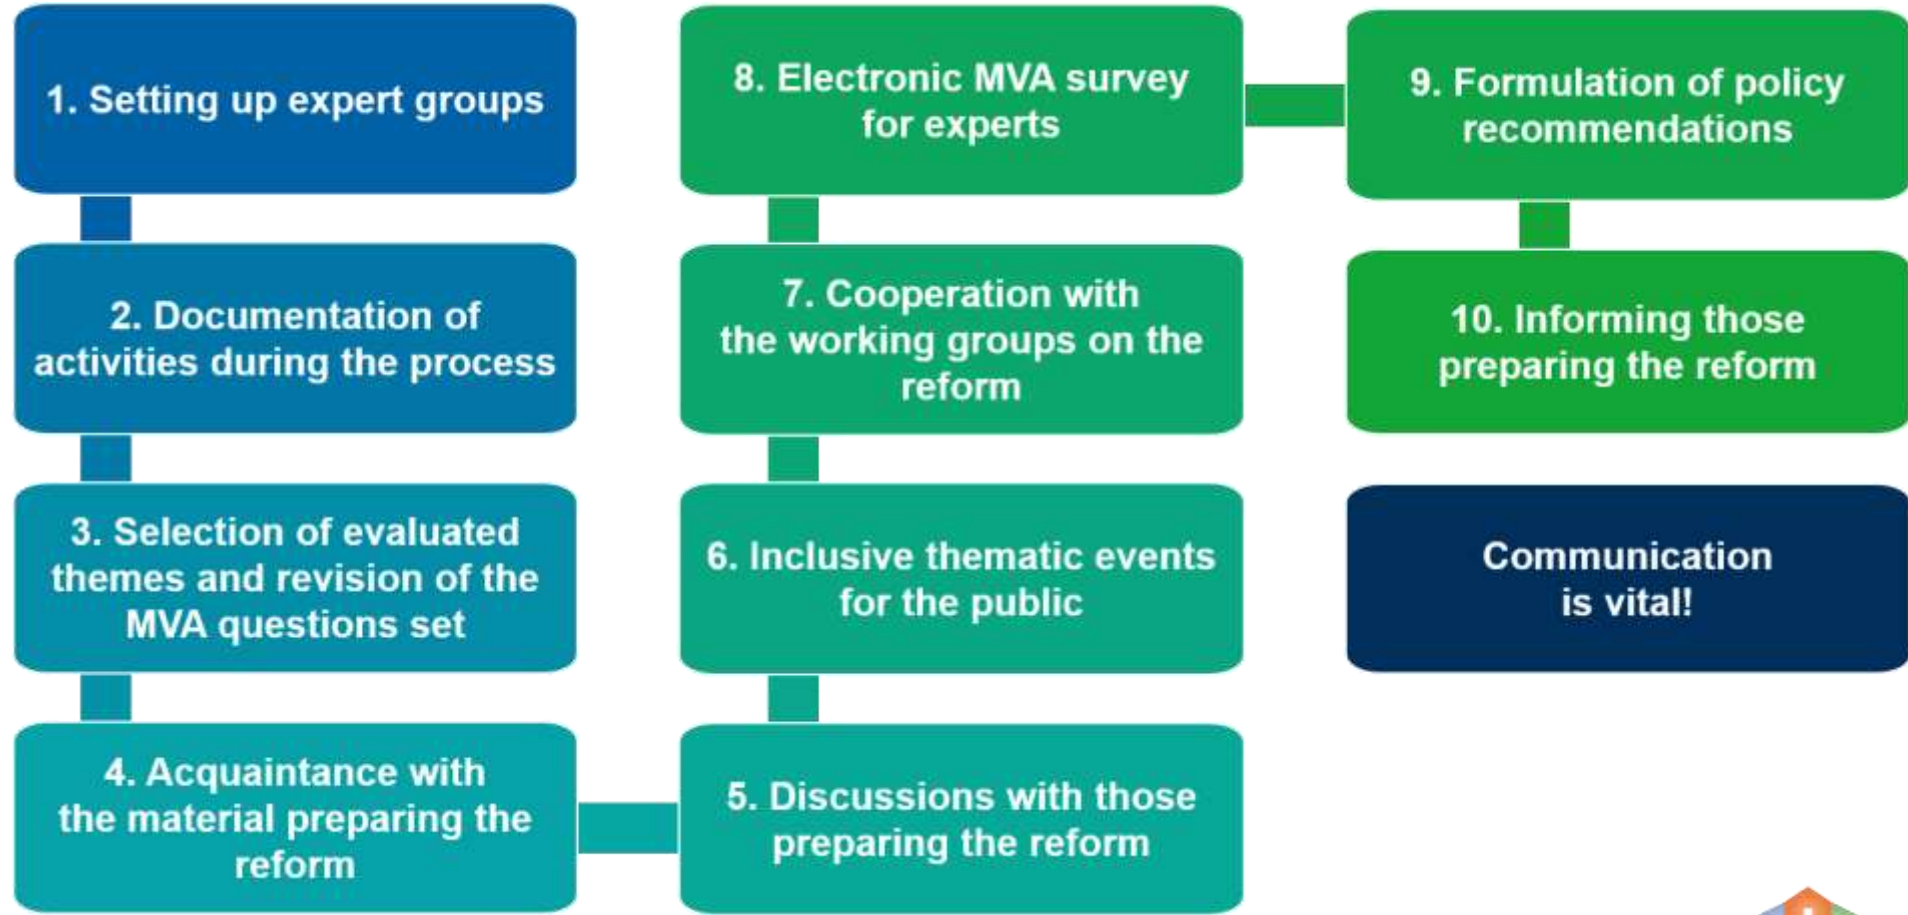 1. Setting up expert groups
2. Documentation of
activities during the process
3. Selection of evaluated
themes and revision of the
MVA questions set
4. Acquaintance with
the material preparing the
reform
5. Discussions with those
preparing the reform
6. Inclusive thematic events
for the public
7. Cooperation with
the working groups on the
reform
8. Electronic MVA survey
for experts
9. Formulation of policy
recommendations
10. Informing those
preparing the reform
Communication
is vital!